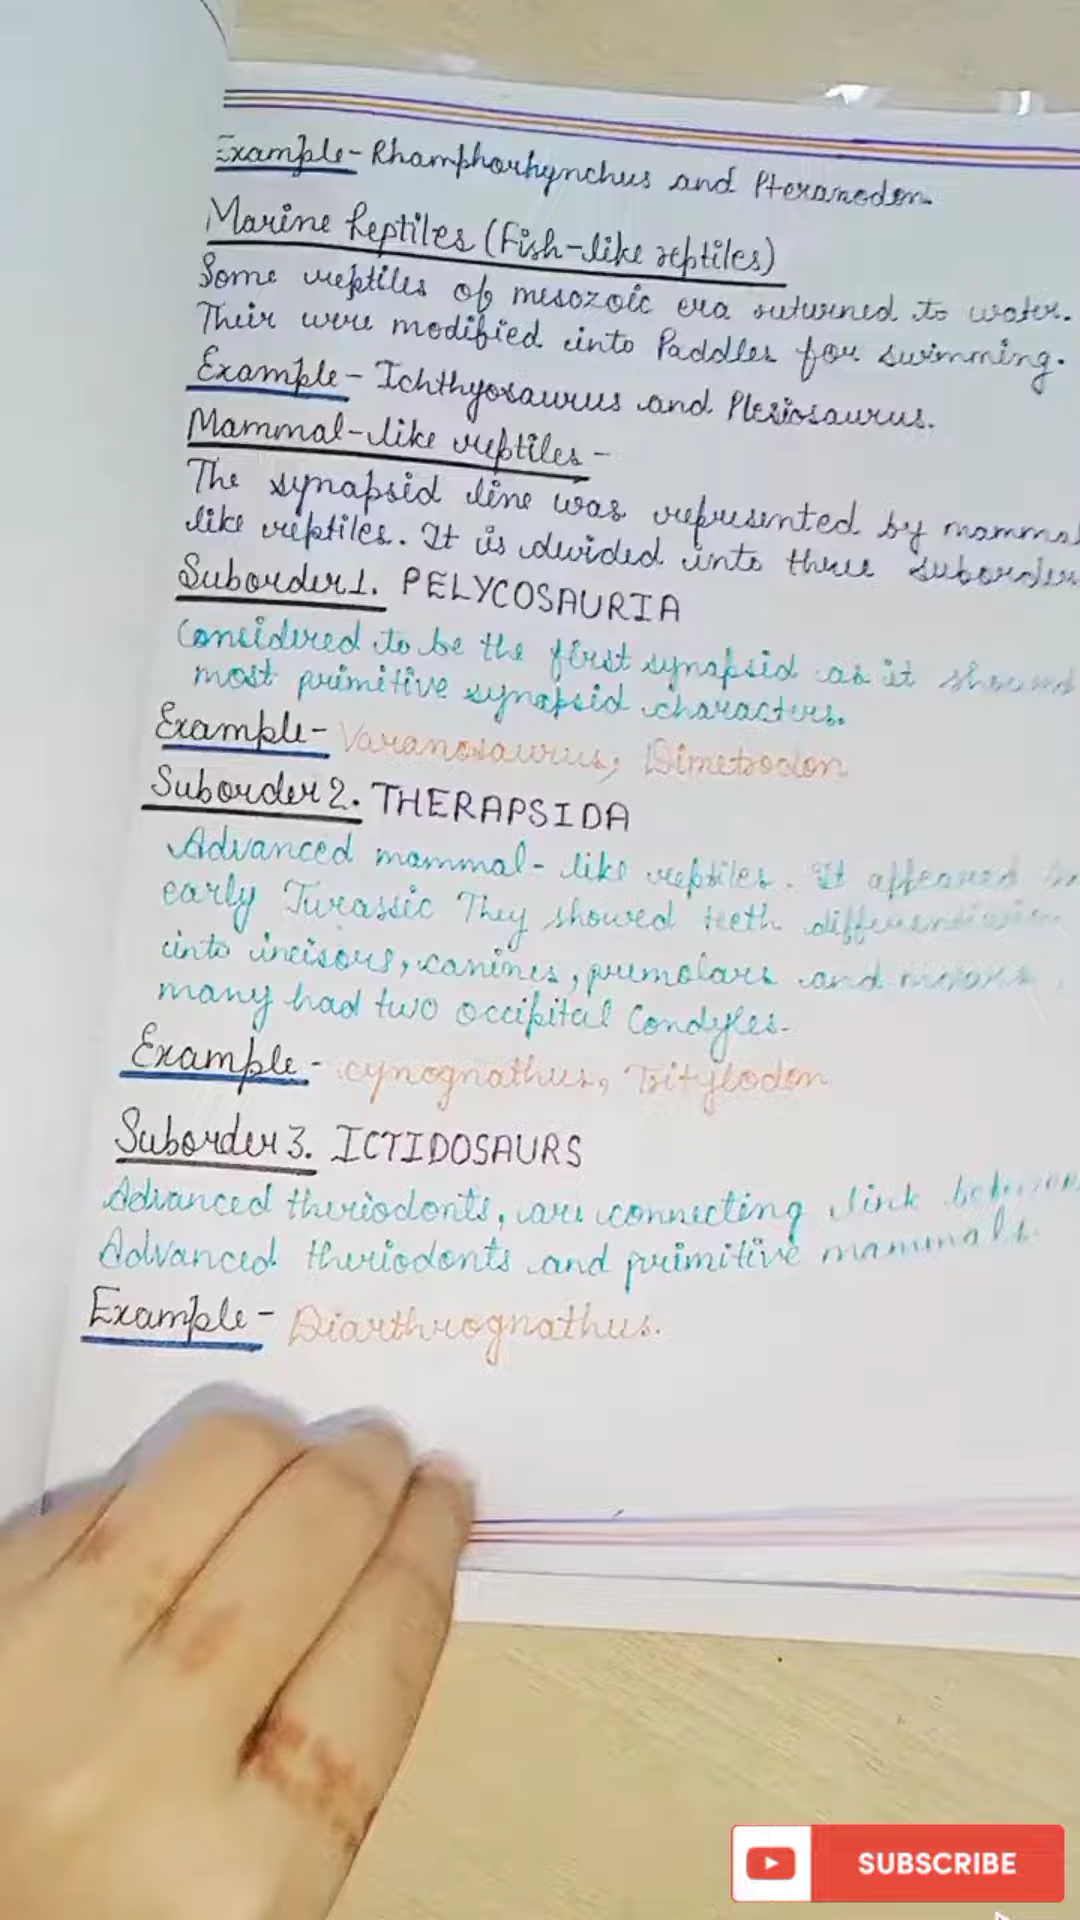 Example- Rhamphorhynchus and Pteranodon.
Marine Reptiles (Fish-like reptiles)
Some reptiles of mesozoic era returned to water.
Their were modified into Paddles for swimming.
Example- Ichthyosaurus and Plesiosaurus.
Mammal-like reptiles-
The synapsid line was represented by mammal
like reptiles. It is divided into three suborder
Suborder 1. PELYCOSAURIA
Considered to be the first synapsid as it showed
most primitive synapsid characters.
Example- Varanosaurus, Dimetrodon
Suborder 2. THERAPSIDA
Advanced mammal-like reptiles. It appeared in
early Jurassic They showed teeth
into incisors, canines, premolars and molars,
many had two occipital Condyles.
Example- cynognathus, Tritylodon
Suborder 3. ICTIDOSAURS
Advanced theriodonts, are connecting link between
Advanced theriodonts and primitive mammals.
Example- Diarthrognathus.
SUBSCRIBE